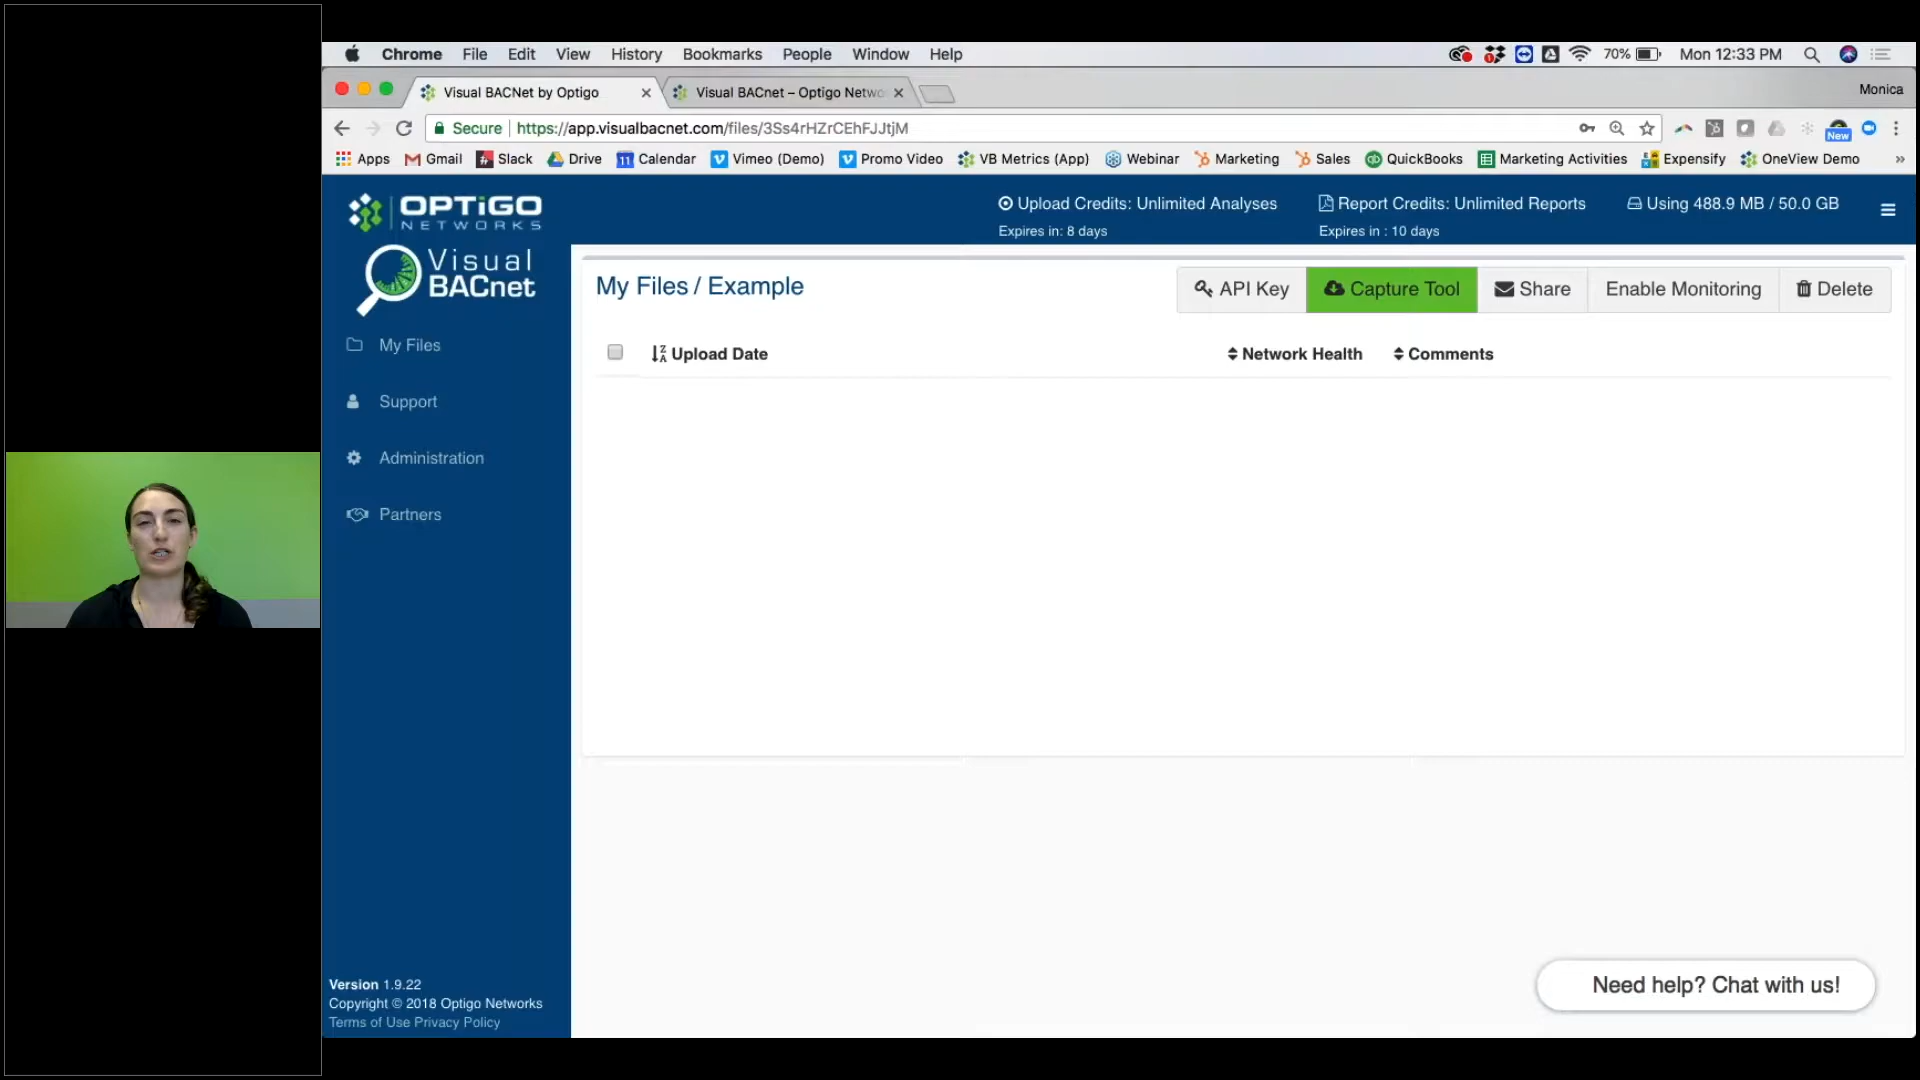 Chrome File Edit View History Bookmarks People Window Help 70% Mon 12:33 PM
Visual BACNet by Optigo Visual BACnet – Optigo Netwo Monica
Secure https://app.visualbacnet.com/files/3Ss4rHZrCEhFJJtjM New
Apps Gmail Slack Drive 11 Calendar Vimeo (Demo) Promo Video VB Metrics (App) Webinar Marketing Sales QuickBooks Marketing Activities Expensify OneView Demo »
OPTiGO
NETWORKS
Visual
BACnet
Upload Credits: Unlimited Analyses Report Credits: Unlimited Reports Using 488.9 MB / 50.0 GB
Expires in: 8 days Expires in : 10 days
My Files / Example API Key Capture Tool Share Enable Monitoring Delete
Upload Date Network Health Comments
My Files
Support
Administration
Partners
Version 1.9.22
Copyright © 2018 Optigo Networks
Terms of Use Privacy Policy
Need help? Chat with us!